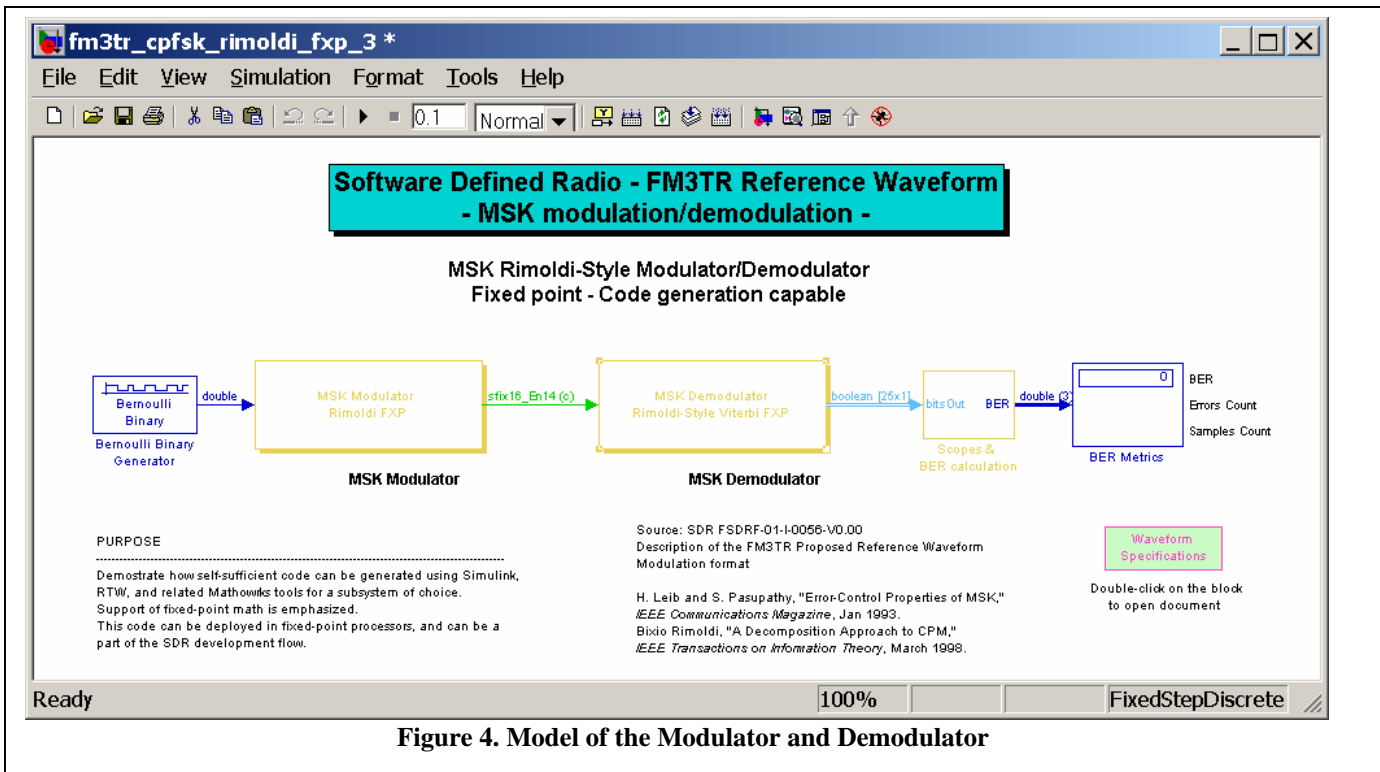 fm3tr_cpfsk_rimoldi_fxp_3 *
File Edit View Simulation Format Tools Help
0.1 Normal
Software Defined Radio - FM3TR Reference Waveform
- MSK modulation/demodulation -
MSK Rimoldi-Style Modulator/Demodulator
Fixed point - Code generation capable
Bernoulli
Binary
Bernoulli Binary
Generator
double
MSK Modulator
Rimoldi FXP
MSK Modulator
sfix16_En14 (c)
MSK Demodulator
Rimoldi-Style Viterbi FXP
MSK Demodulator
boolean [25x1]
bitsOut BER
Scopes &
BER calculation
double (3)
0
BER
Errors Count
Samples Count
BER Metrics
PURPOSE
Demostrate how self-sufficient code can be generated using Simulink,
RTW, and related Mathowrks tools for a subsystem of choice.
Support of fixed-point math is emphasized.
This code can be deployed in fixed-point processors, and can be a
part of the SDR development flow.
Source: SDR FSDRF-01-I-0056-V0.00
Description of the FM3TR Proposed Reference Waveform
Modulation format
H. Leib and S. Pasupathy, "Error-Control Properties of MSK,"
IEEE Communications Magazine, Jan 1993.
Bixio Rimoldi, "A Decomposition Approach to CPM,"
IEEE Transactions on Infomation Theory, March 1998.
Waveform
Specifications
Double-click on the block
to open document
Ready 100% FixedStepDiscrete
Figure 4. Model of the Modulator and Demodulator